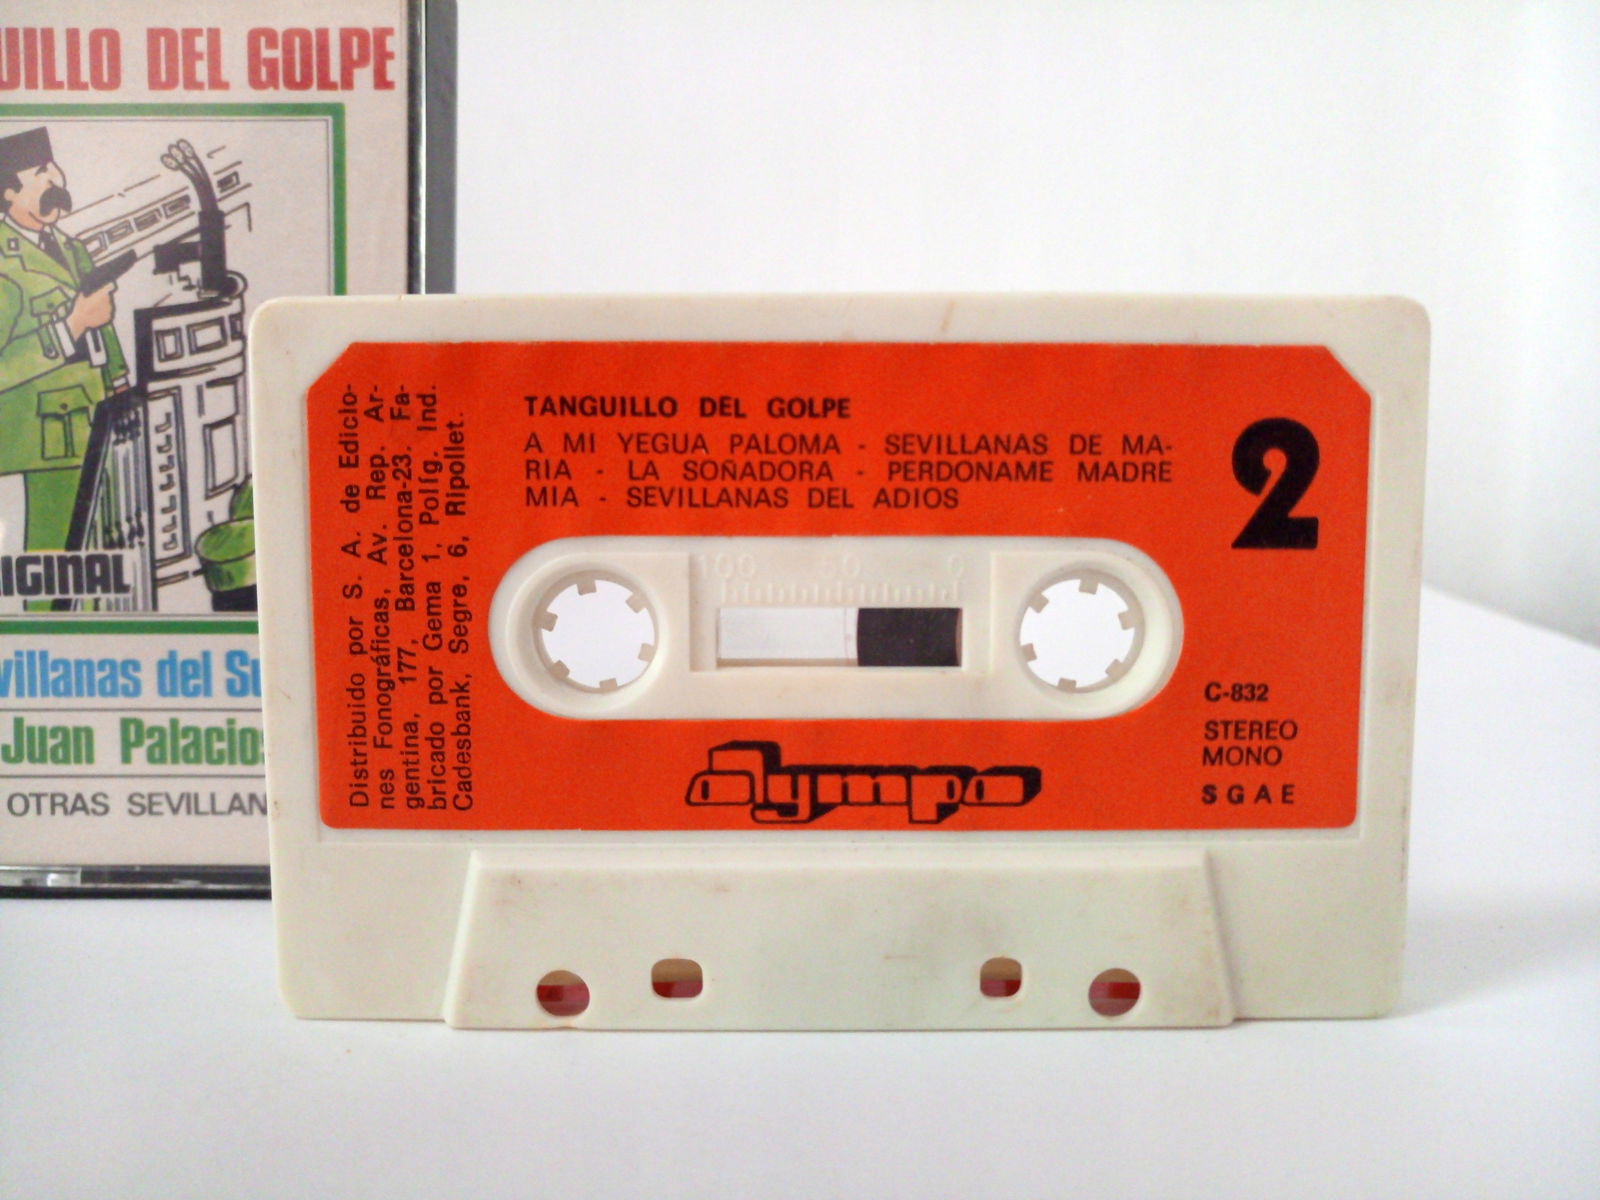 UILLO DEL GOLPE
IGINAL
villanas del Su
Juan Palacios
OTRAS SEVILLAN
TANGUILLO DEL GOLPE
A MI YEGUA PALOMA - SEVILLANAS DE MA-
RIA - LA SOÑADORA - PERDONAME MADRE
MIA - SEVILLANAS DEL ADIOS
2
Distribuido por S. A. de Edicio-
nes Fonográficas, Av. Rep. Ar-
gentina, 177, Barcelona-23. Fa-
bricado por Gema 1, Políg. Ind.
Cadesbank, Segre, 6, Ripollet.
100 50 0
C-832
STEREO
MONO
SGAE
Olympo